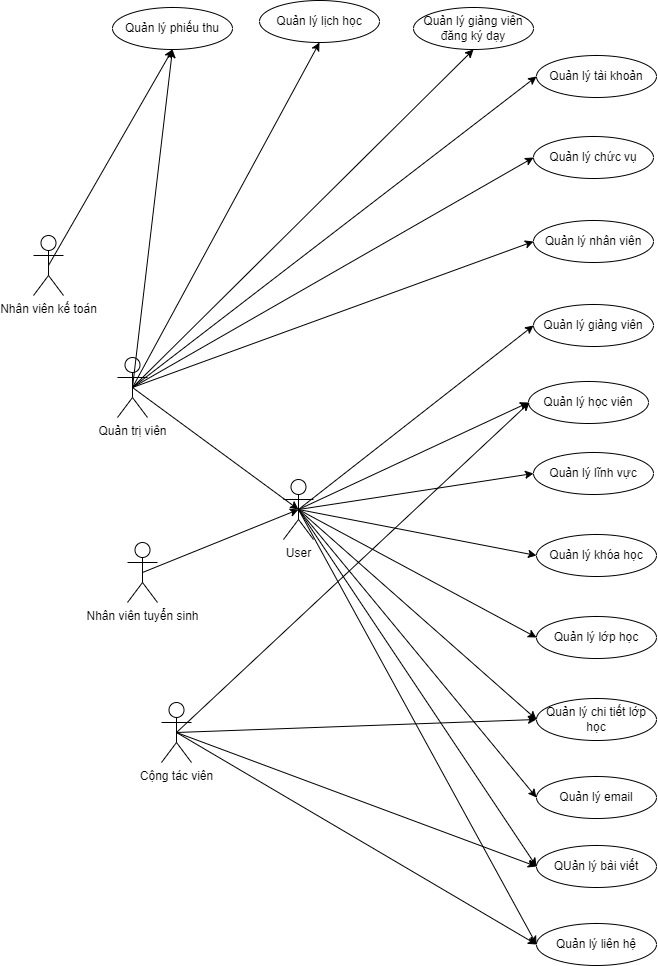 Quản lý phiếu thu
Quản lý lịch học
Quản lý giảng viên
đăng ký dạy
Quản lý tài khoản
Quản lý chức vụ
Quản lý nhân viên
Nhân viên kế toán
Quản lý giảng viên
Quản lý học viên
Quản trị viên
Quản lý lĩnh vực
User
Quản lý khóa học
Nhân viên tuyển sinh
Quản lý lớp học
Quản lý chi tiết lớp
học
Cộng tác viên
Quản lý email
QUản lý bài viết
Quản lý liên hệ